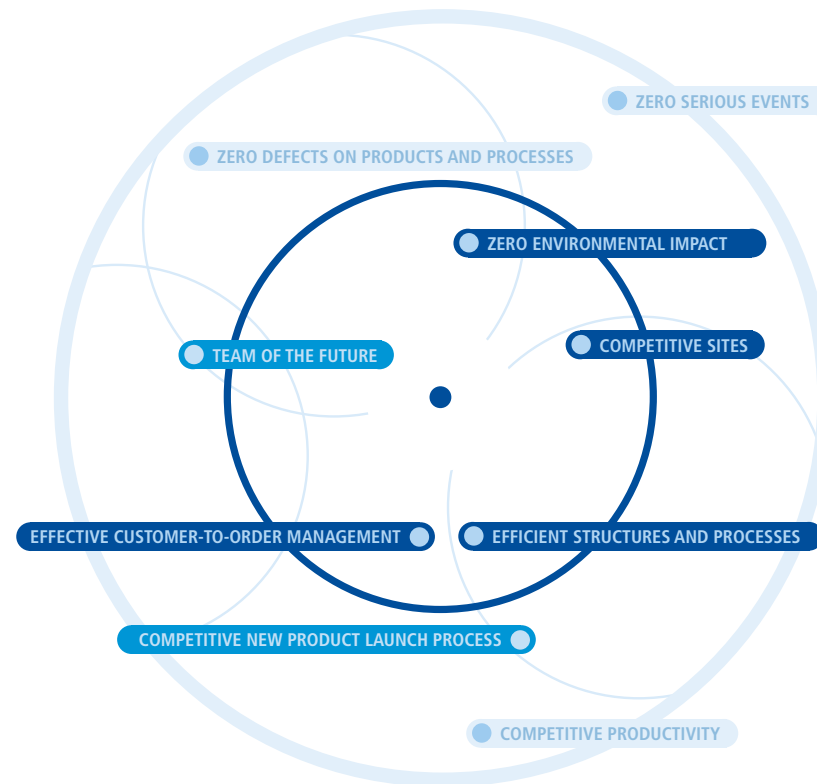 ZERO SERIOUS EVENTS
ZERO DEFECTS ON PRODUCTS AND PROCESSES
ZERO ENVIRONMENTAL IMPACT
COMPETITIVE SITES
TEAM OF THE FUTURE
EFFECTIVE CUSTOMER-TO-ORDER MANAGEMENT
EFFICIENT STRUCTURES AND PROCESSES
COMPETITIVE NEW PRODUCT LAUNCH PROCESS
COMPETITIVE PRODUCTIVITY